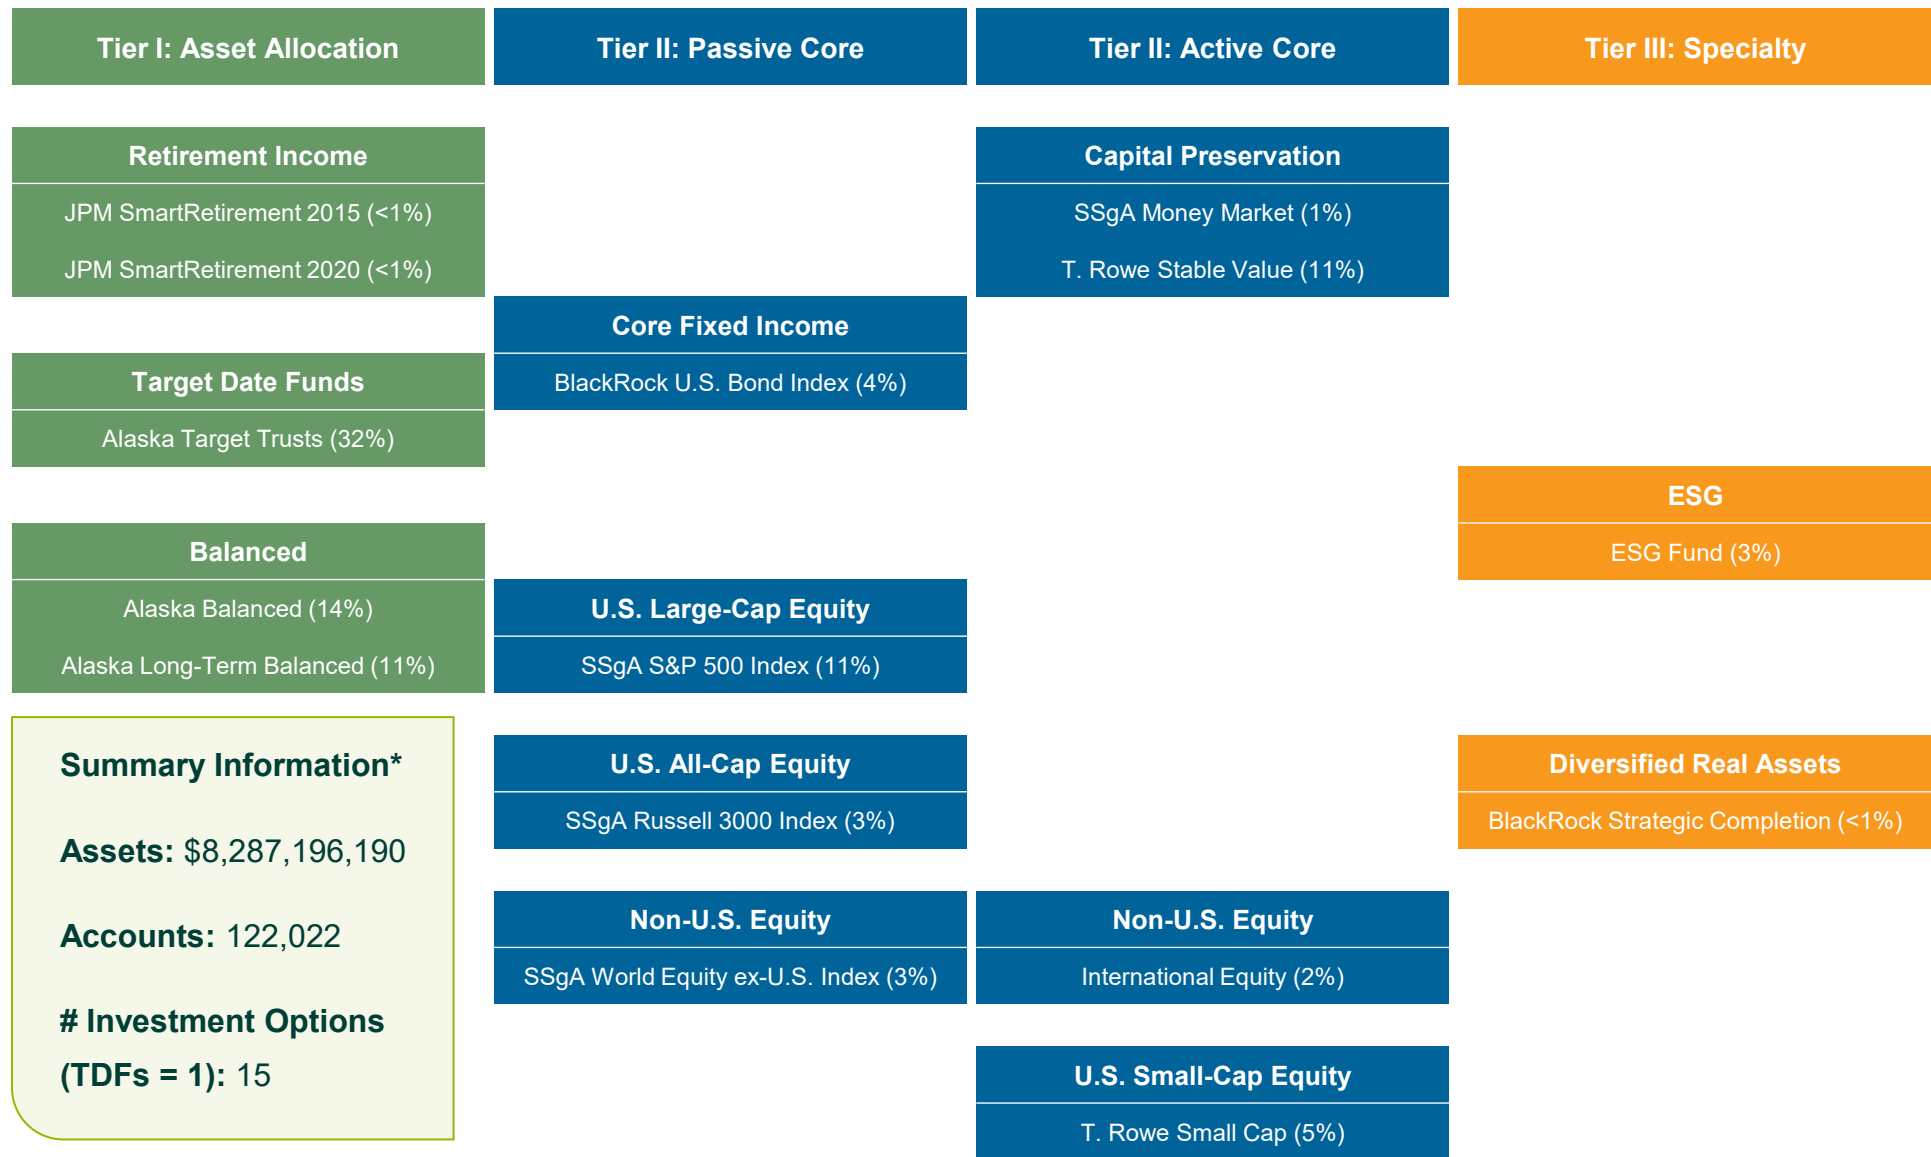 Tier I: Asset Allocation
Tier II: Passive Core
Tier II: Active Core
Tier III: Specialty
Retirement Income
JPM SmartRetirement 2015 (<1%)
JPM SmartRetirement 2020 (<1%)
Target Date Funds
Alaska Target Trusts (32%)
Balanced
Alaska Balanced (14%)
Alaska Long-Term Balanced (11%)
Summary Information*
Assets: $8,287,196,190
Accounts: 122,022
# Investment Options
(TDFs = 1): 15
Core Fixed Income
BlackRock U.S. Bond Index (4%)
U.S. Large-Cap Equity
SSgA S&P 500 Index (11%)
U.S. All-Cap Equity
SSgA Russell 3000 Index (3%)
Non-U.S. Equity
SSgA World Equity ex-U.S. Index (3%)
Capital Preservation
SSgA Money Market (1%)
T. Rowe Stable Value (11%)
Non-U.S. Equity
International Equity (2%)
U.S. Small-Cap Equity
T. Rowe Small Cap (5%)
ESG
ESG Fund (3%)
Diversified Real Assets
BlackRock Strategic Completion (<1%)